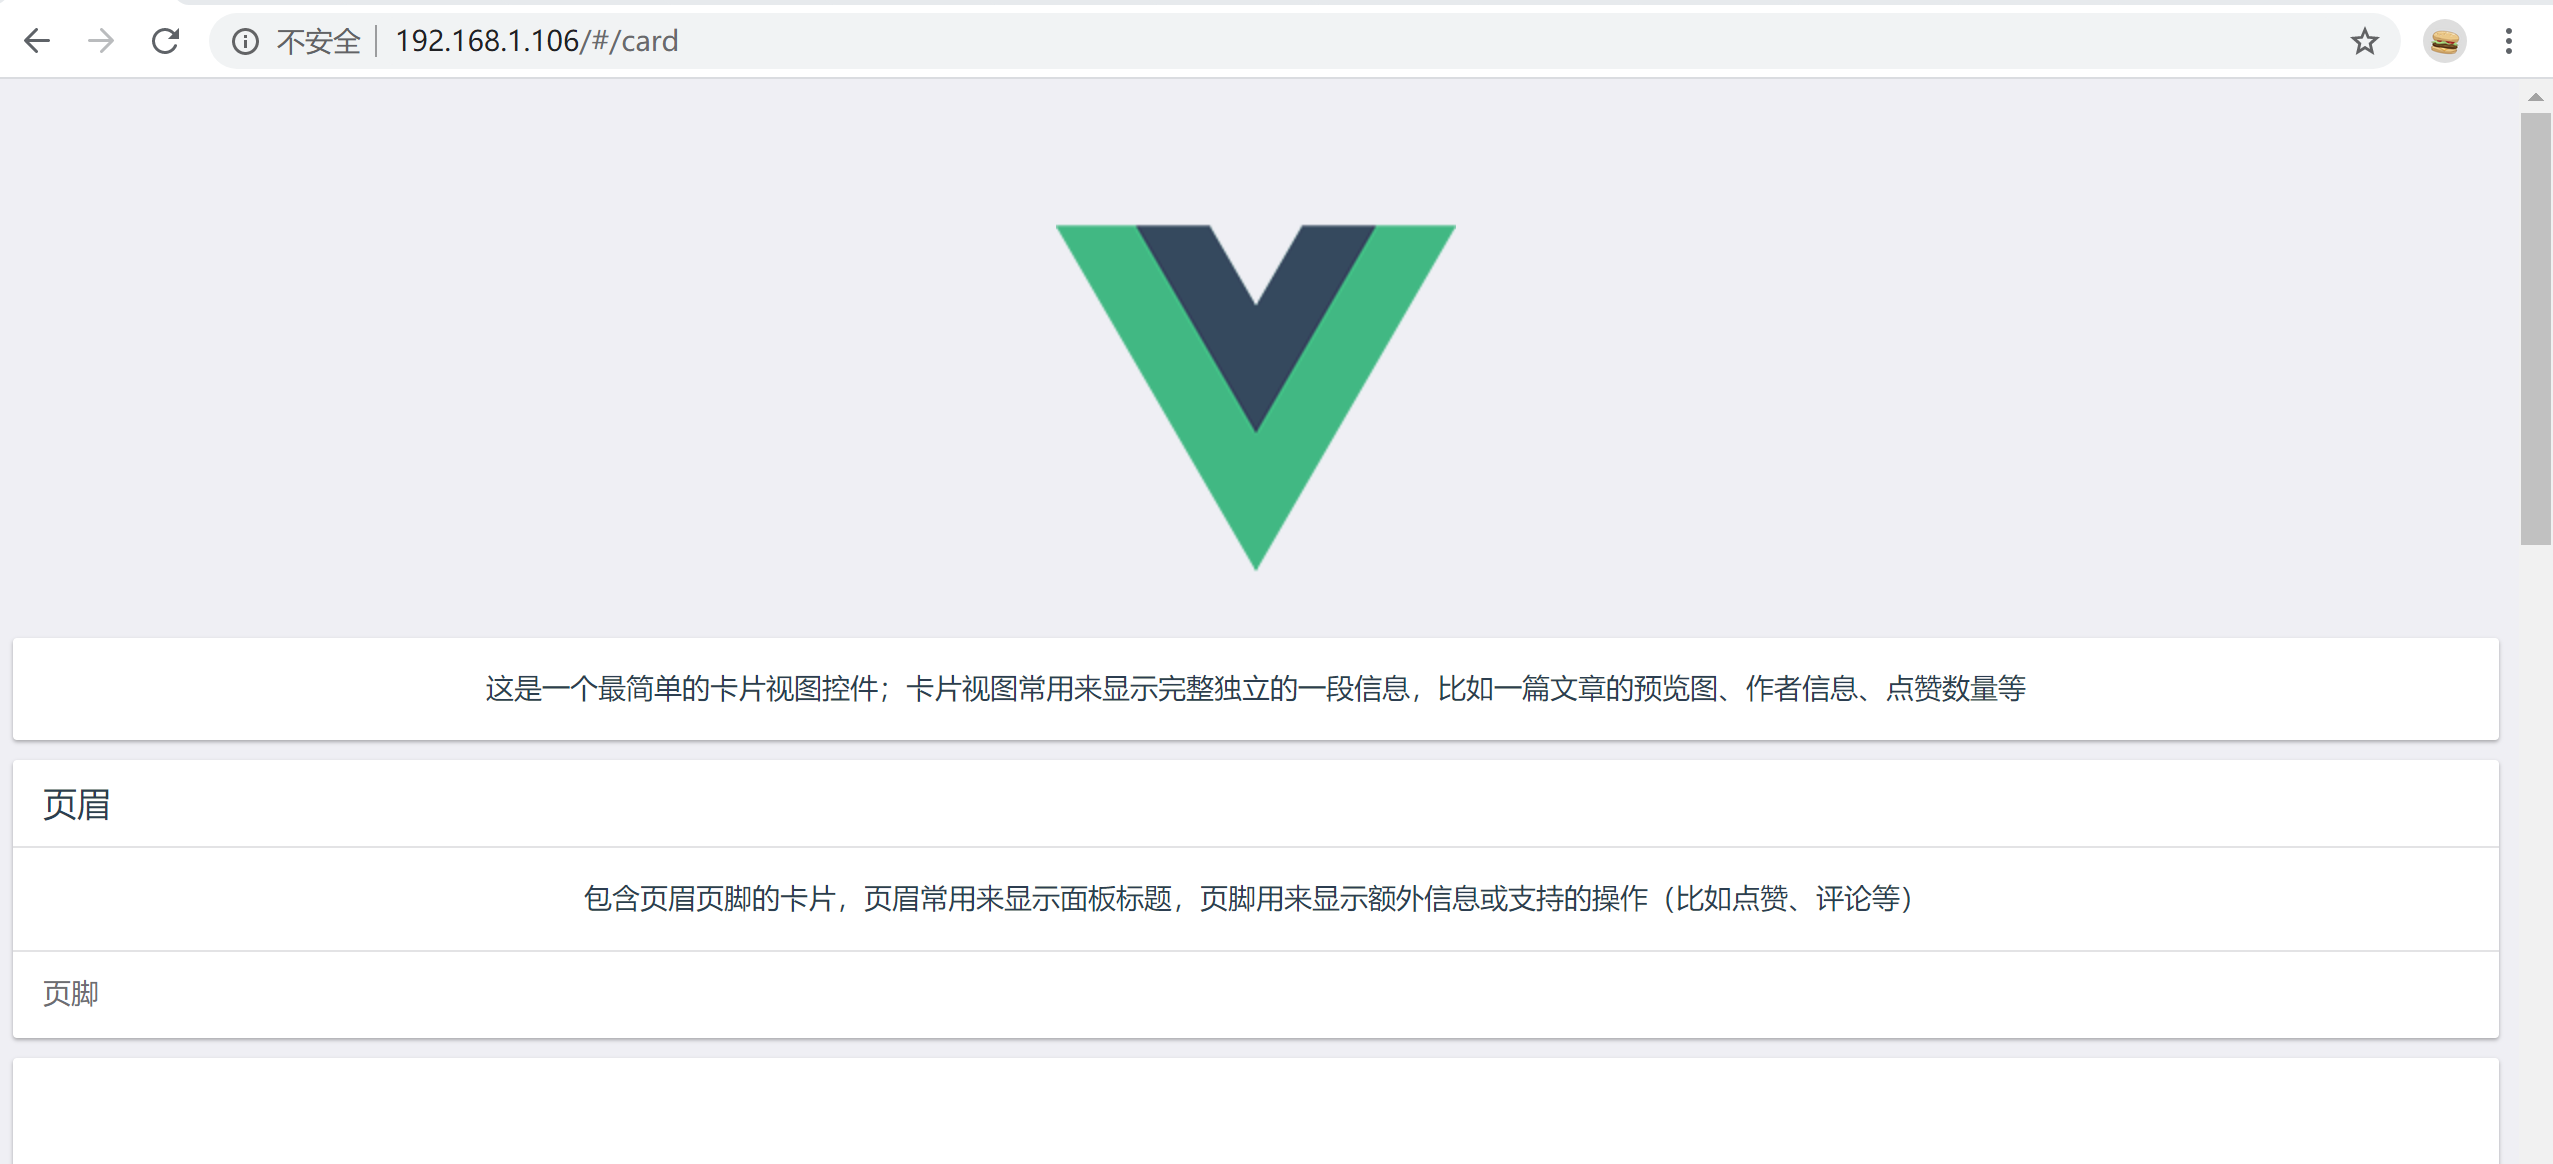 不安全 192.168.1.106/#/card
这是一个最简单的卡片视图控件；卡片视图常用来显示完整独立的一段信息，比如一篇文章的预览图、作者信息、点赞数量等
页眉
包含页眉页脚的卡片，页眉常用来显示面板标题，页脚用来显示额外信息或支持的操作（比如点赞、评论等）
页脚